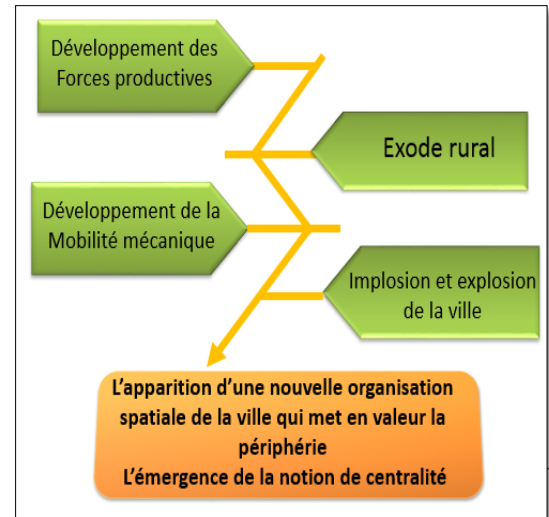 Développement des
Forces productives
Exode rural
Développement de la
Mobilité mécanique
Implosion et explosion
de la ville
L'apparition d'une nouvelle organisation
spatiale de la ville qui met en valeur la
périphérie
L'émergence de la notion de centralité